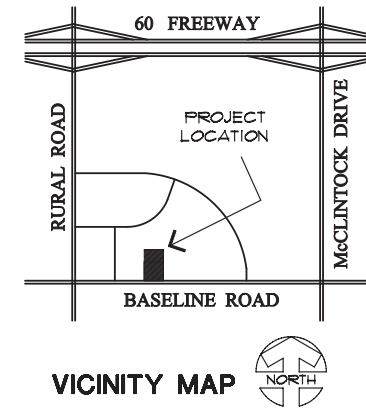 60 FREEWAY
RURAL ROAD
PROJECT
LOCATION
McCLINTOCK DRIVE
BASELINE ROAD
VICINITY MAP
NORTH